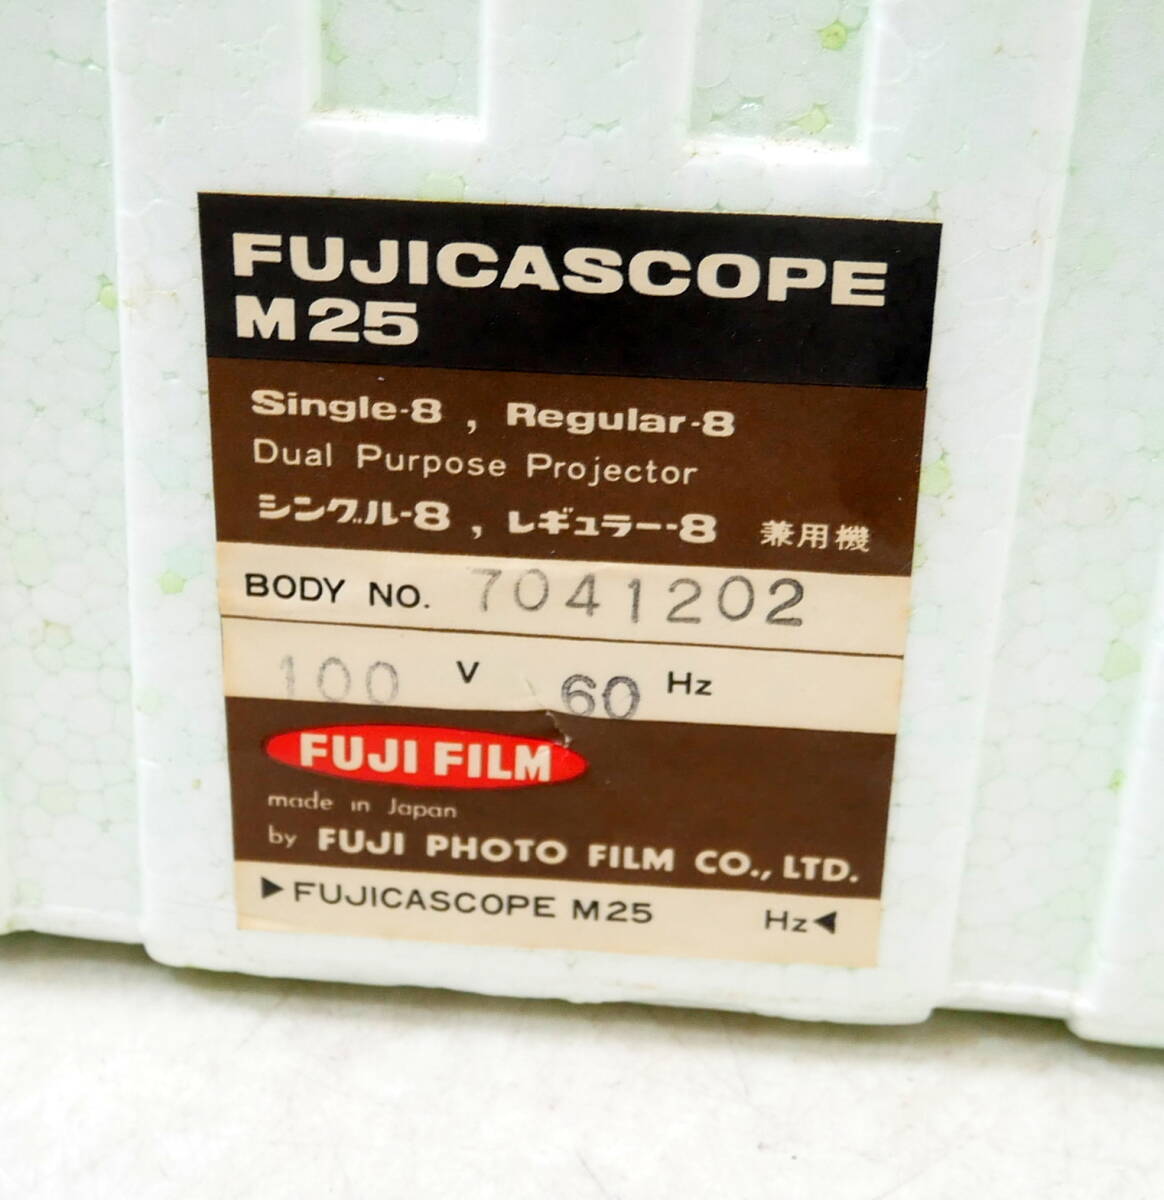 FUJICASCOPE
M25
Single-8 , Regular-8
Dual Purpose Projector
シングル-8 , レギュラー-8 兼用機
BODY NO. 7041202
100 V 60 Hz
FUJI FILM
made in Japan
by FUJI PHOTO FILM CO., LTD.
▶FUJICASCOPE M25 Hz◀